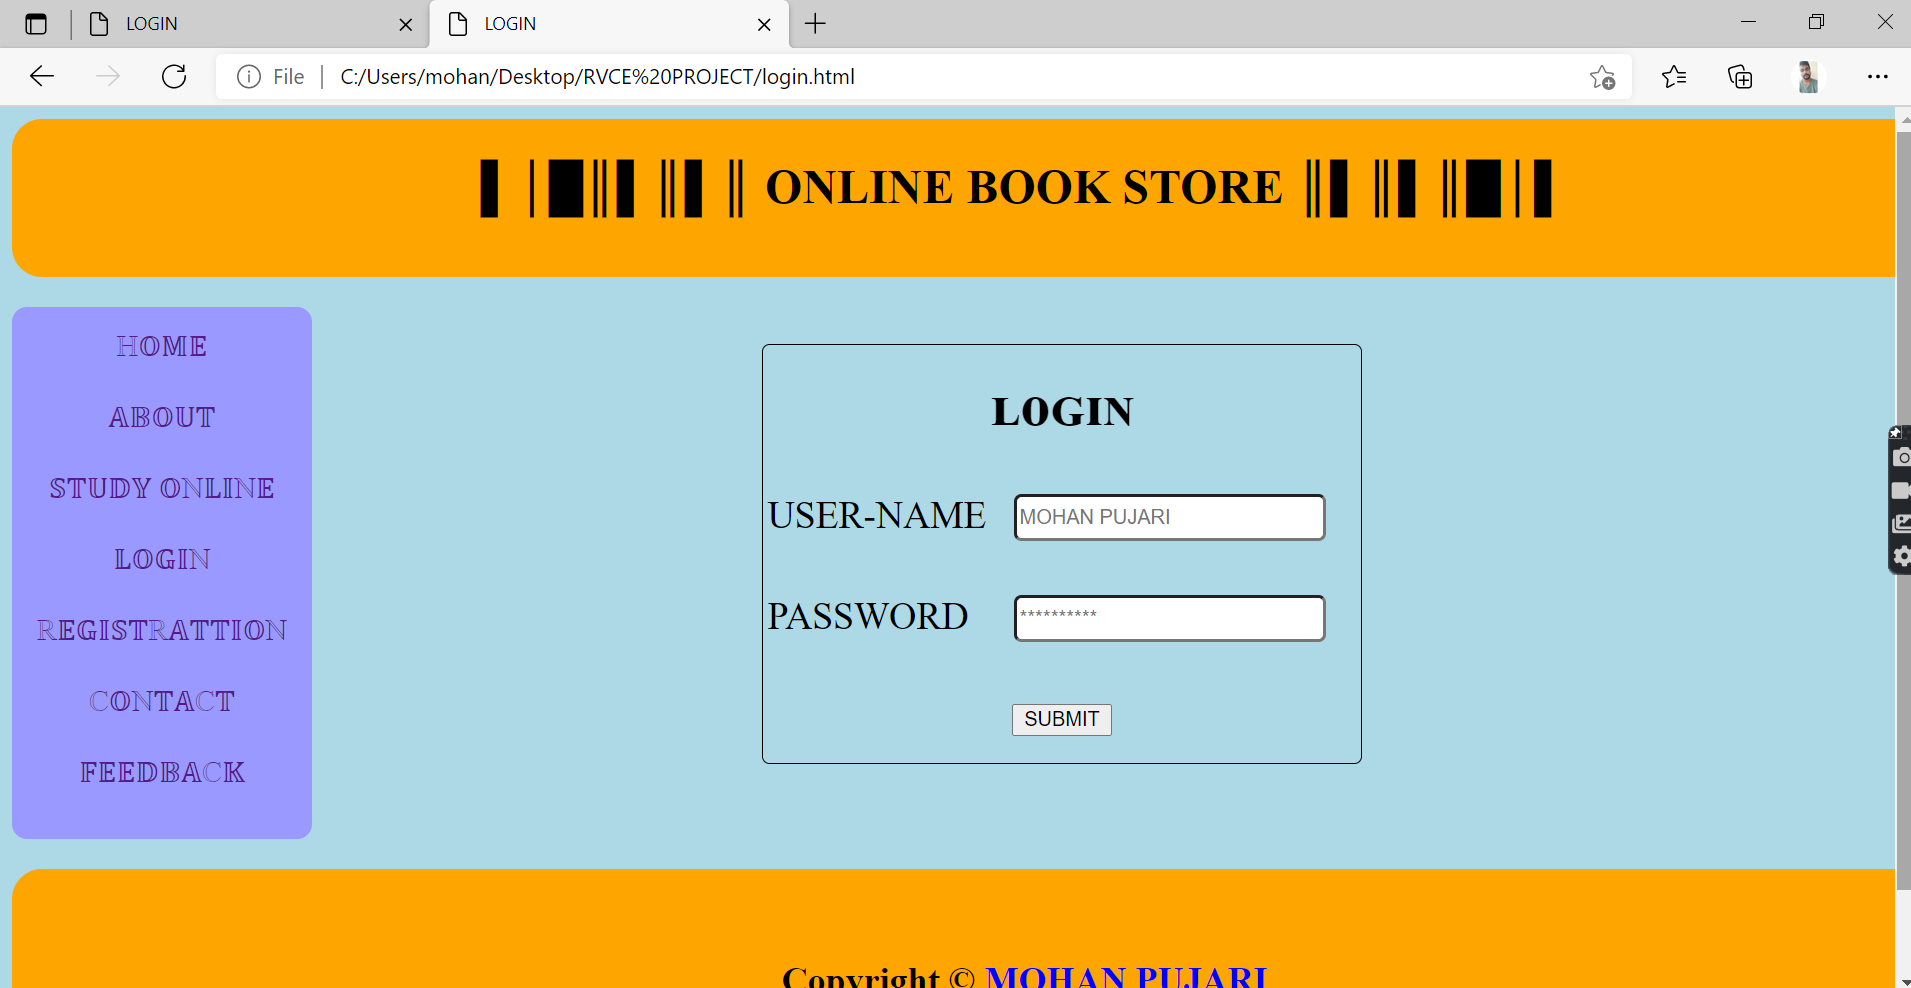 LOGIN
LOGIN
File
C:/Users/mohan/Desktop/RVCE%20PROJECT/login.html
▌│█║▌║▌║ ONLINE BOOK STORE ║▌║▌║█│▌
ℍ𝕆𝕄𝔼
𝔸𝔹𝕆𝕌𝕋
𝕊𝕋𝕌𝔻𝕐 𝕆ℕ𝕃𝕀ℕ𝔼
𝕃𝕆𝔾𝕀ℕ
ℝ𝔼𝔾𝕀𝕊𝕋ℝ𝔸𝕋𝕋𝕀𝕆ℕ
ℂ𝕆ℕ𝕋𝔸ℂ𝕋
𝔽𝔼𝔼𝔻𝔹𝔸ℂ𝕂
LOGIN
USER-NAME MOHAN PUJARI
PASSWORD **********
SUBMIT
Copyright © MOHAN PUJARI